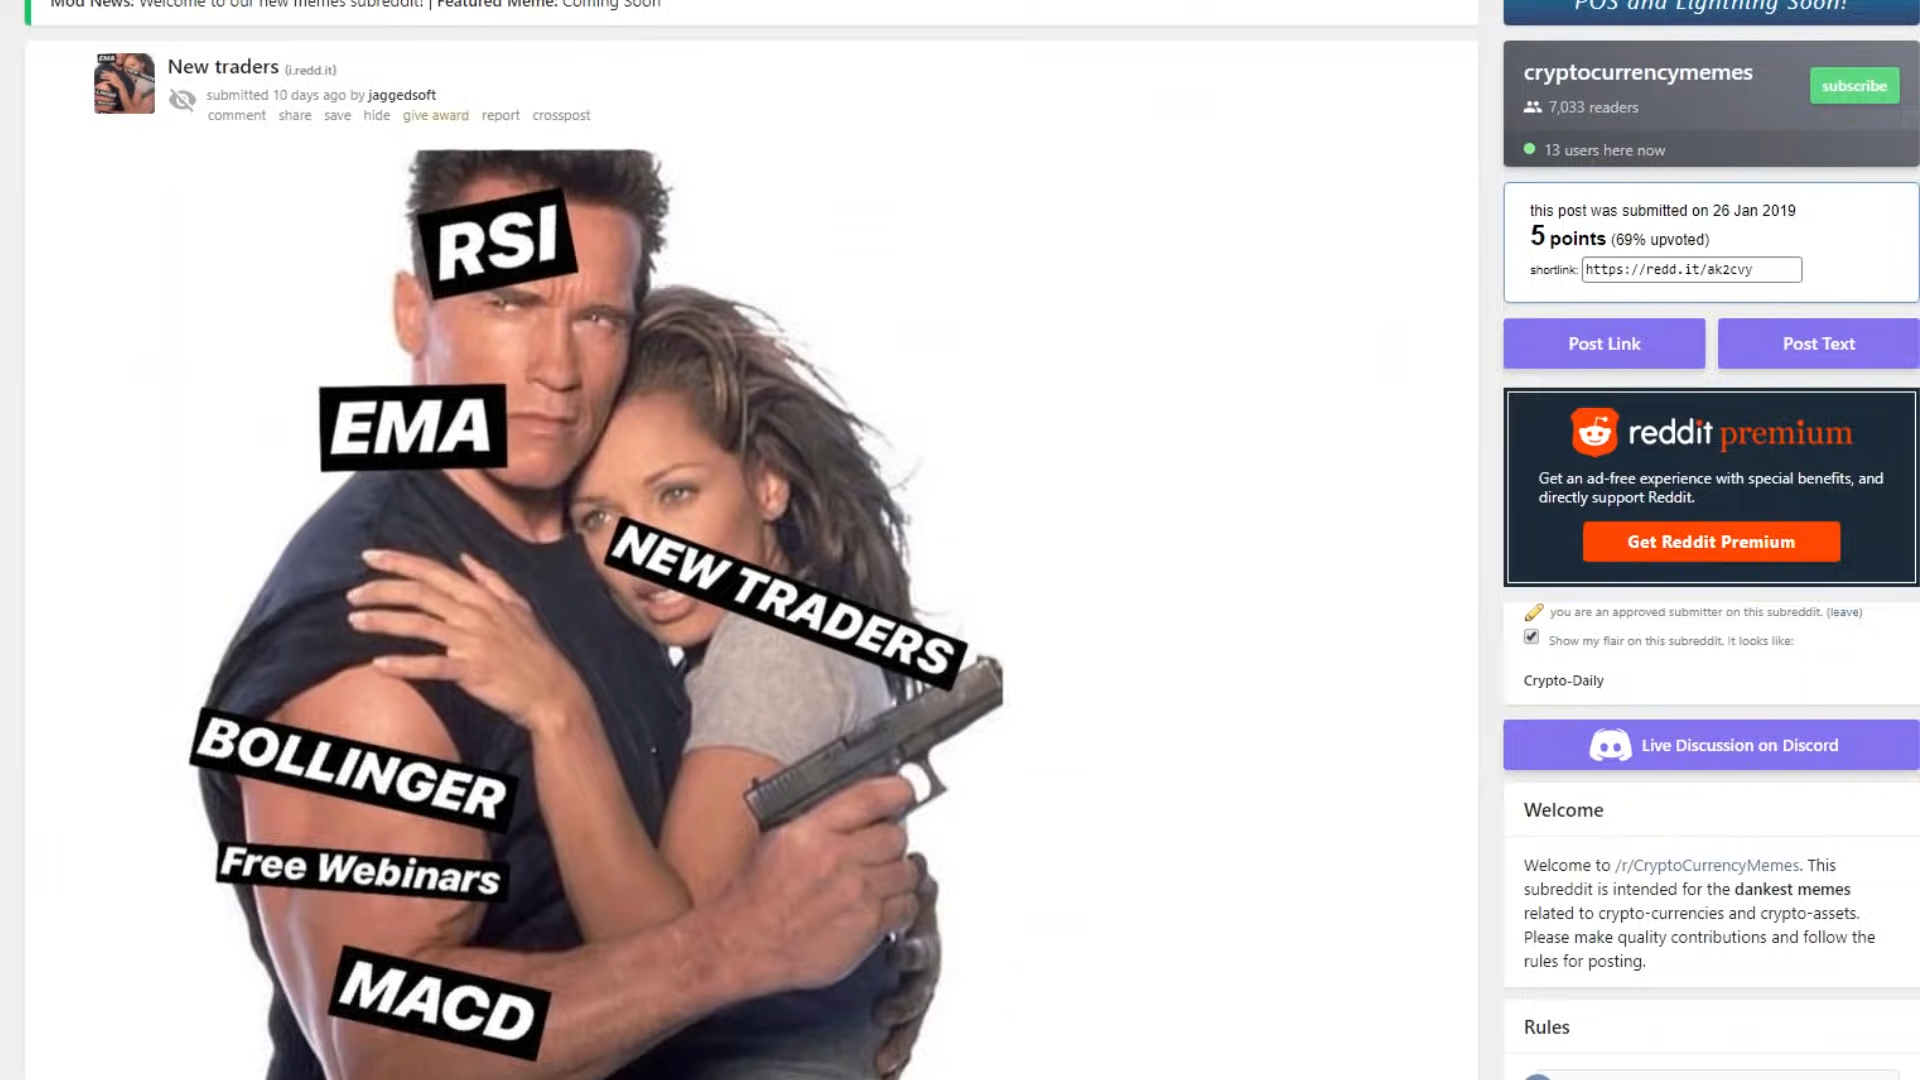 Mod News: Welcome to our new memes subreddit! | Featured Meme: Coming Soon
New traders (i.redd.it)
submitted 10 days ago by jaggedsoft
comment share save hide give award report crosspost
RSI
EMA
NEW TRADERS
BOLLINGER
Free Webinars
MACD
POS and Lightning Soon!
cryptocurrencymemes
subscribe
7,033 readers
13 users here now
this post was submitted on 26 Jan 2019
5 points (69% upvoted)
shortlink: https://redd.it/ak2cvy
Post Link
Post Text
reddit premium
Get an ad-free experience with special benefits, and
directly support Reddit.
Get Reddit Premium
you are an approved submitter on this subreddit. (leave)
Show my flair on this subreddit. It looks like:
Crypto-Daily
Live Discussion on Discord
Welcome
Welcome to /r/CryptoCurrencyMemes. This
subreddit is intended for the dankest memes
related to crypto-currencies and crypto-assets.
Please make quality contributions and follow the
rules for posting.
Rules